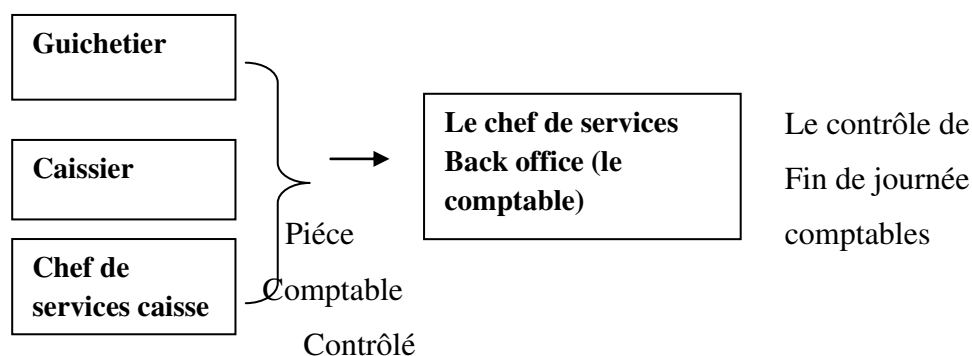 Guichetier
Caissier
Chef de
services caisse
Piéce
Comptable
Contrôlé
Le chef de services
Back office (le
comptable)
Le contrôle de
Fin de journée
comptables